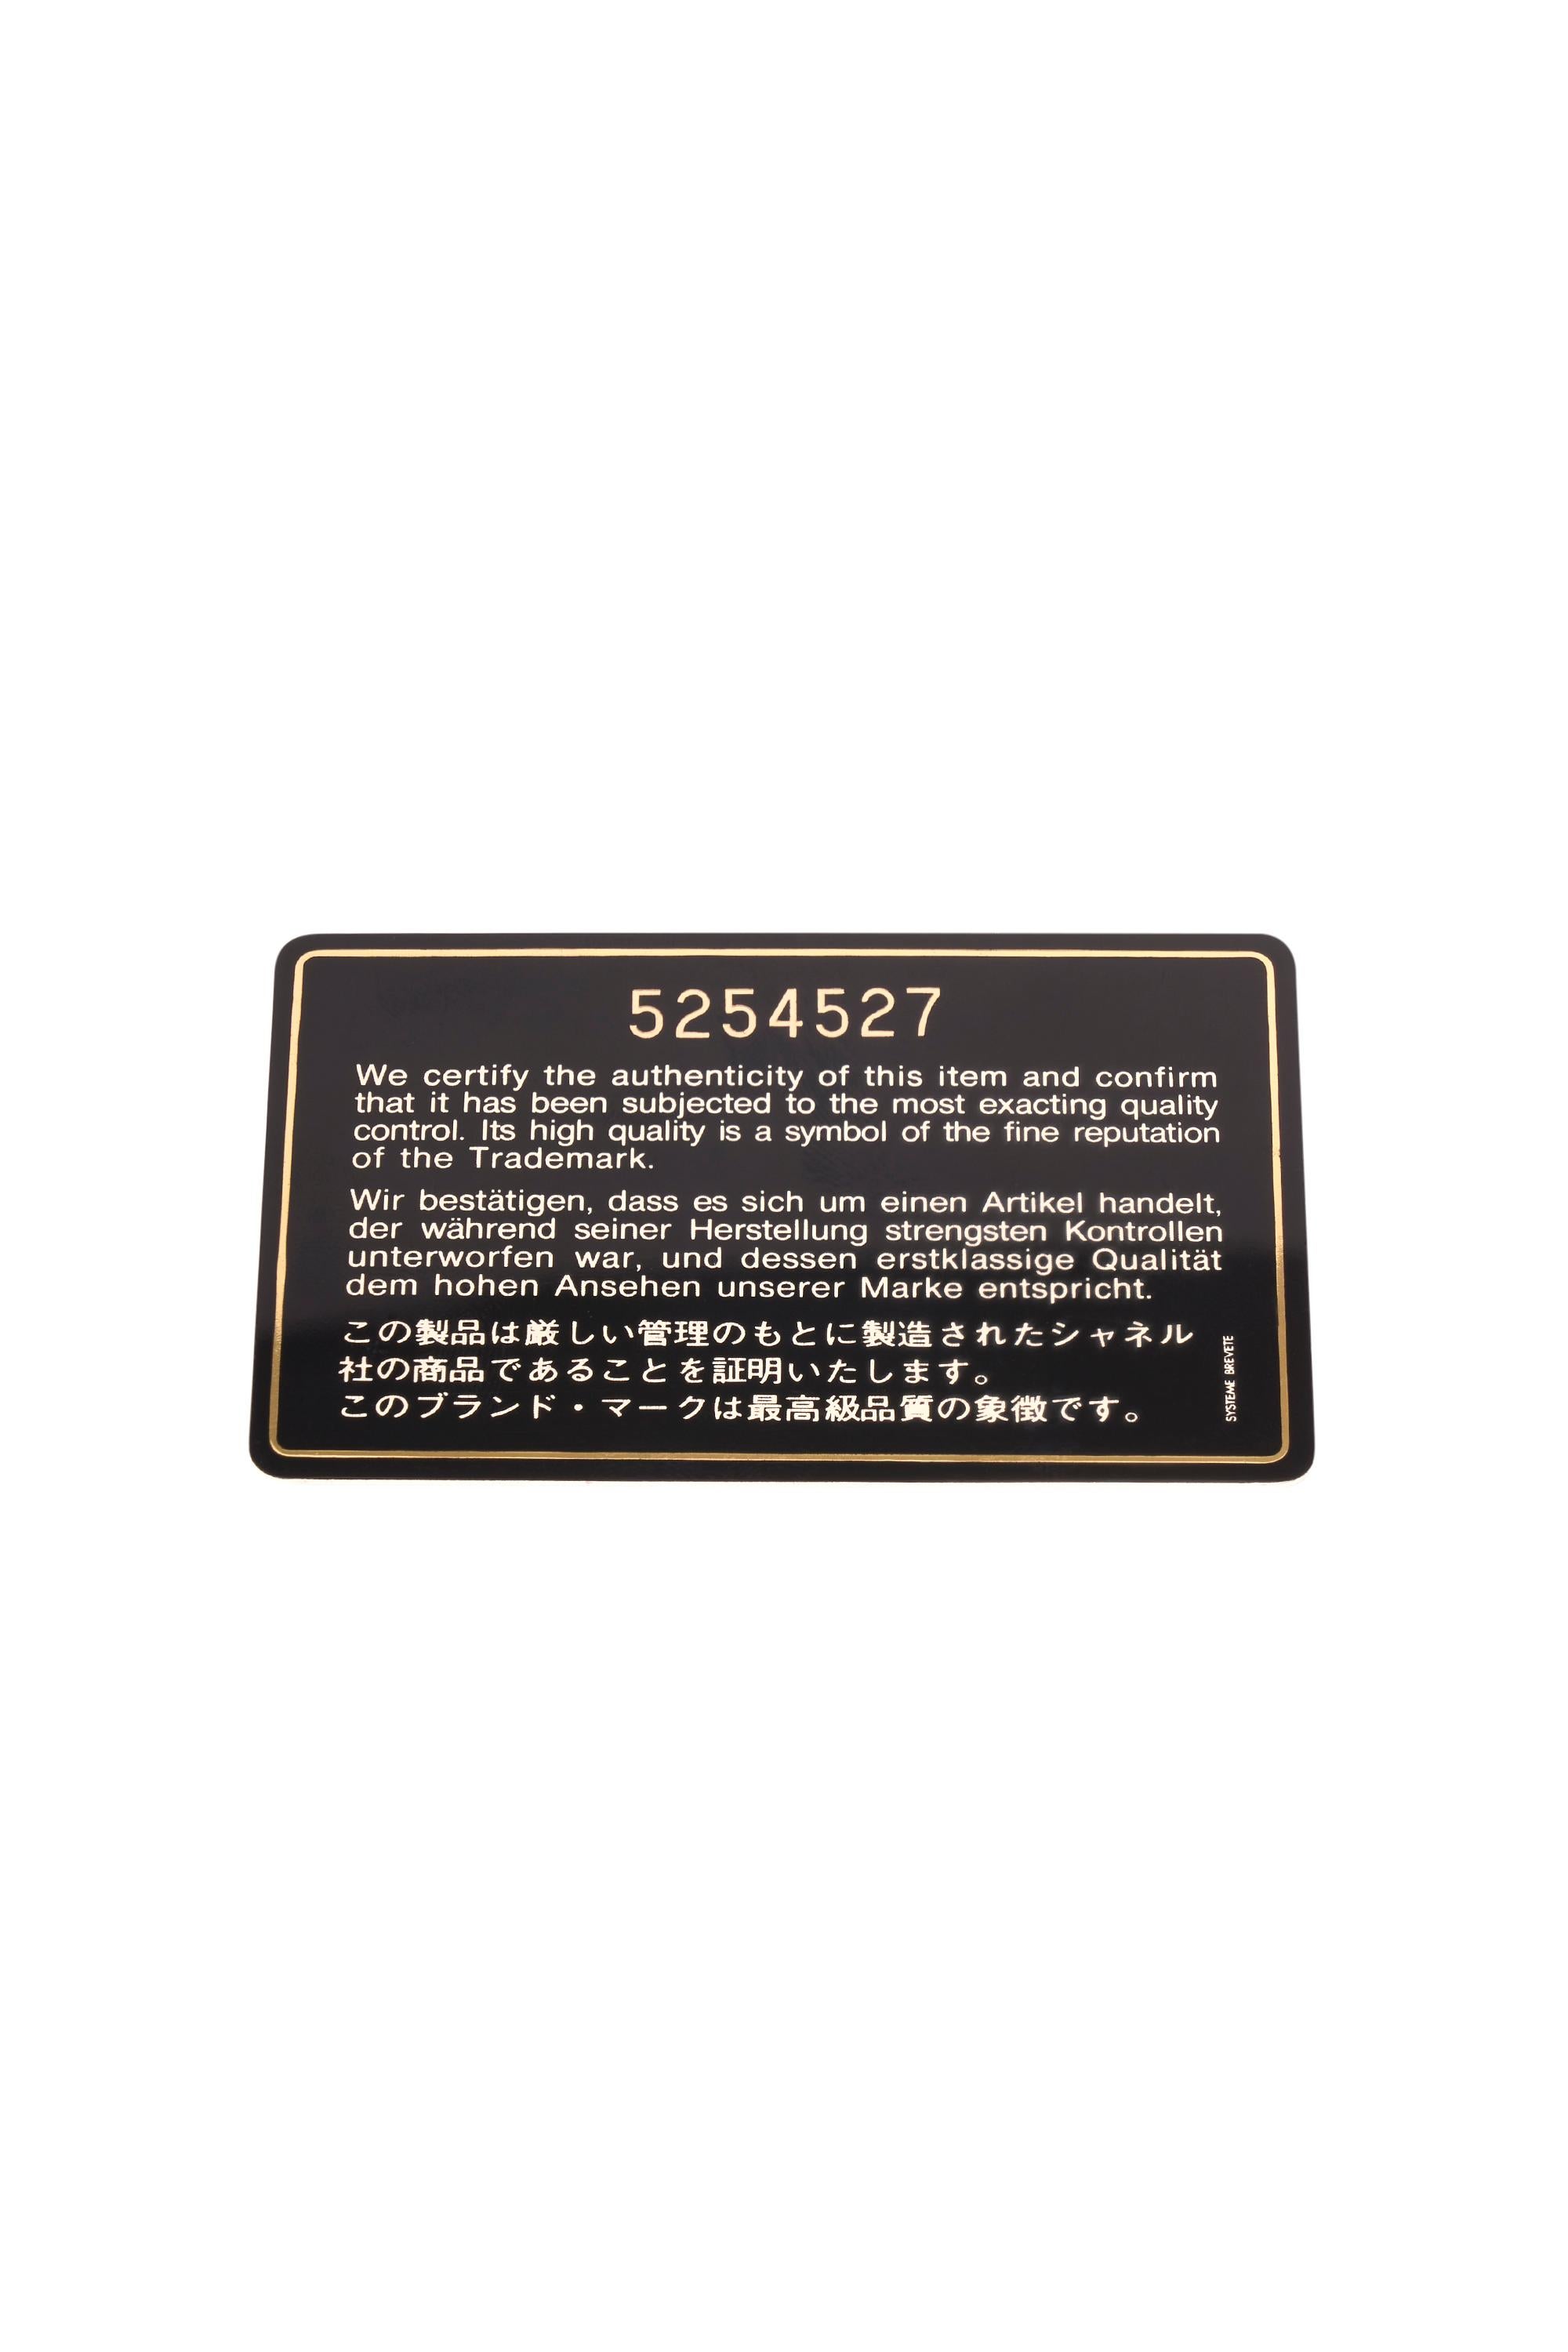 5254527
We certify the authenticity of this item and confirm
that it has been subjected to the most exacting quality
control. Its high quality is a symbol of the fine reputation
of the Trademark.
Wir bestätigen, dass es sich um einen Artikel handelt,
der während seiner Herstellung strengsten Kontrollen
unterworfen war, und dessen erstklassige Qualität
dem hohen Ansehen unserer Marke entspricht.
この製品は厳しい管理のもとに製造されたシャネル
社の商品であることを証明いたします。
このブランド・マークは最高級品質の象徴です。
SYSTEME BREVETE